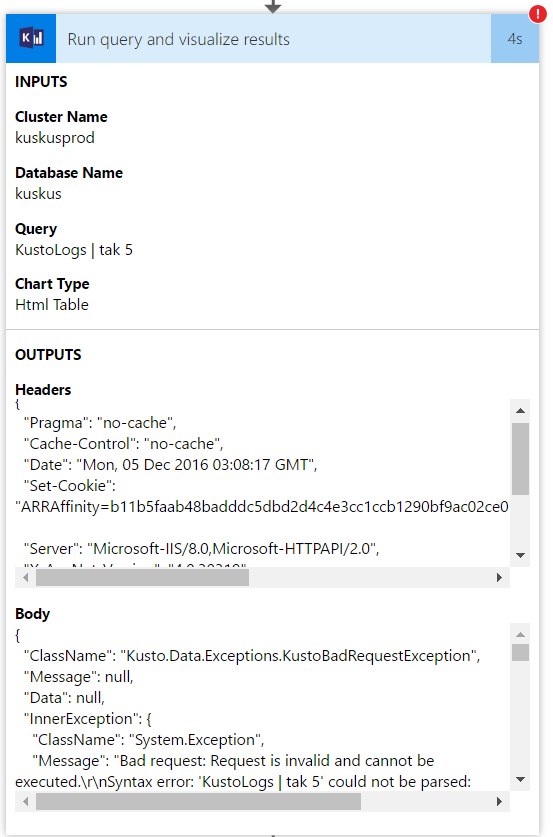 Run query and visualize results
4s
INPUTS
Cluster Name
kuskusprod
Database Name
kuskus
Query
KustoLogs | tak 5
Chart Type
Html Table
OUTPUTS
Headers
{
"Pragma": "no-cache",
"Cache-Control": "no-cache",
"Date": "Mon, 05 Dec 2016 03:08:17 GMT",
"Set-Cookie":
"ARRAffinity=b11b5faab48badddc5dbd2d4c4e3cc1ccb1290bf9ac02ce0
"Server": "Microsoft-IIS/8.0,Microsoft-HTTPAPI/2.0",
Body
{
"ClassName": "Kusto.Data.Exceptions.KustoBadRequestException",
"Message": null,
"Data": null,
"InnerException": {
"ClassName": "System.Exception",
"Message": "Bad request: Request is invalid and cannot be
executed.\r\nSyntax error: 'KustoLogs | tak 5' could not be parsed: